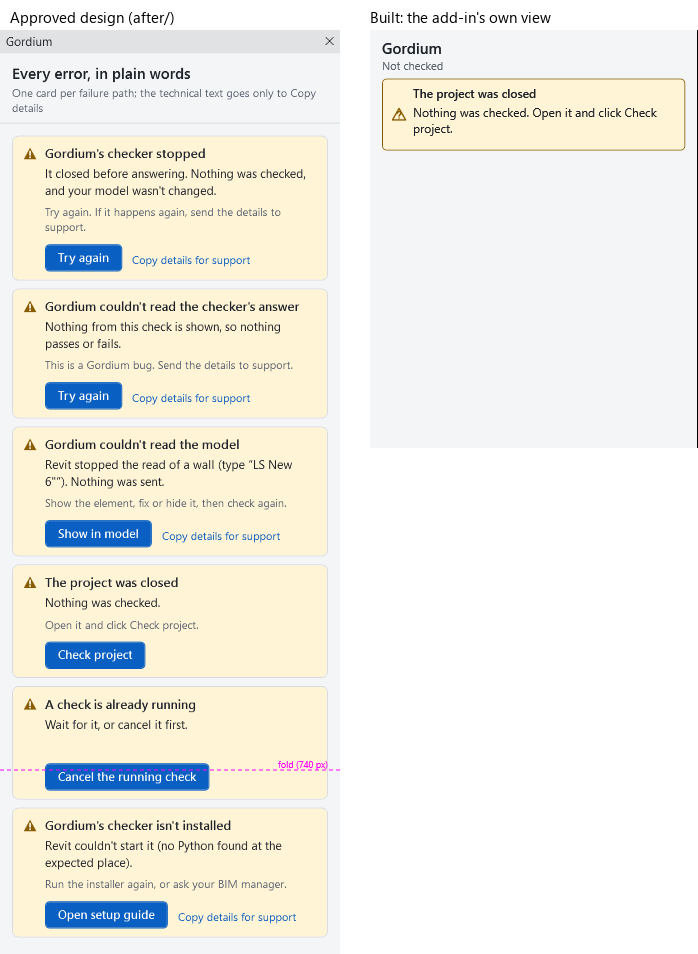 Approved design (after/)
Gordium
Every error, in plain words
One card per failure path; the technical text goes only to Copy
details
Gordium's checker stopped
It closed before answering. Nothing was checked,
and your model wasn't changed.
Try again. If it happens again, send the details to
support.
Try again
Copy details for support
Gordium couldn't read the checker's answer
Nothing from this check is shown, so nothing
passes or fails.
This is a Gordium bug. Send the details to support.
Try again
Copy details for support
Gordium couldn't read the model
Revit stopped the read of a wall (type “LS New
6"”). Nothing was sent.
Show the element, fix or hide it, then check again.
Show in model
Copy details for support
The project was closed
Nothing was checked.
Open it and click Check project.
Check project
A check is already running
Wait for it, or cancel it first.
fold (740 px)
Cancel the running check
Gordium's checker isn't installed
Revit couldn't start it (no Python found at the
expected place).
Run the installer again, or ask your BIM manager.
Open setup guide
Copy details for support
Built: the add-in's own view
Gordium
Not checked
The project was closed
Nothing was checked. Open it and click Check
project.